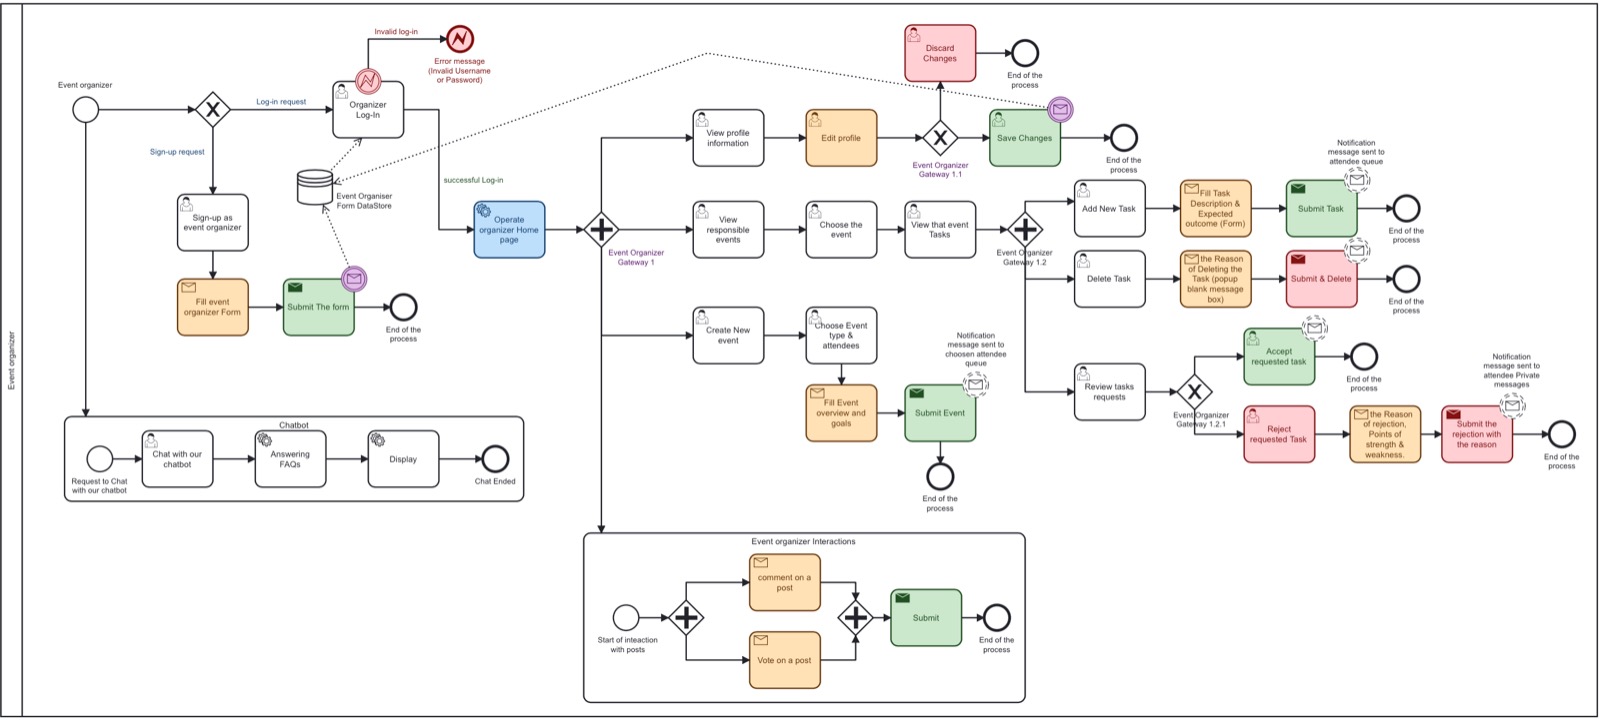 Event organizer
Event organizer
Log-in request
Sign-up request
Invalid log-in
Error message
(Invalid Username
or Password)
Organizer
Log-In
Event Organiser
Form DataStore
successful Log-in
Sign-up as
event organizer
Fill event
organizer Form
Submit The form
End of the
process
Chatbot
Request to Chat
with our chatbot
Chat with our
chatbot
Answering
FAQs
Display
Chat Ended
Operate
organizer Home
page
Event Organizer
Gateway 1
View profile
information
Edit profile
Event Organizer
Gateway 1.1
Discard
Changes
End of the
process
Save Changes
End of the
process
View
responsible
events
Choose the
event
View that event
Tasks
Event Organizer
Gateway 1.2
Add New Task
Fill Task
Description &
Expected
outcome (Form)
Submit Task
Notification
message sent to
attendee queue
End of the
process
Delete Task
the Reason
of Deleting the
Task (popup
blank message
box)
Submit & Delete
End of the
process
Create New
event
Choose Event
type &
attendees
Fill Event
overview and
goals
Submit Event
Notification
message sent to
choosen attendee
queue
End of the
process
Review tasks
requests
Event Organizer
Gateway 1.2.1
Accept
requested task
End of the
process
Reject
requested Task
the Reason
of rejection,
Points of
strength &
weakness.
Submit the
rejection with
the reason
Notification
message sent to
attendee Private
messages
End of the
process
Event organizer Interactions
Start of inteaction
with posts
comment on a
post
Vote on a post
Submit
End of the
process